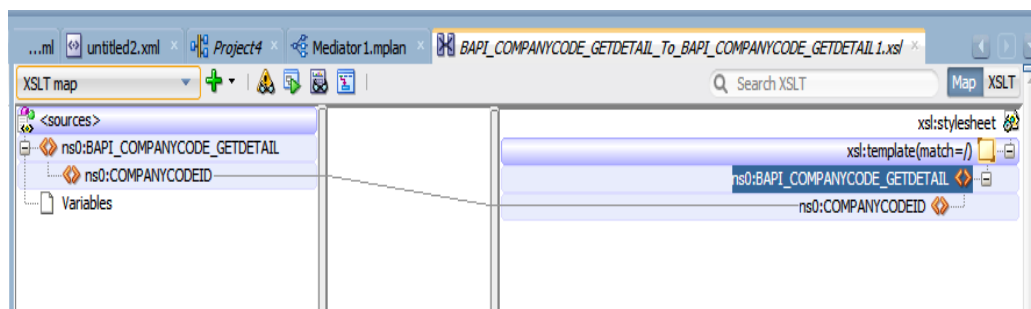 ...ml untitled2.xml Project4 Mediator1.mplan BAPI_COMPANYCODE_GETDETAIL_To_BAPI_COMPANYCODE_GETDETAIL1.xsl
XSLT map Search XSLT Map XSLT
<sources> xsl:stylesheet
xsl:template(match=/)
ns0:BAPI_COMPANYCODE_GETDETAIL
ns0:COMPANYCODEID
Variables
ns0:BAPI_COMPANYCODE_GETDETAIL
ns0:COMPANYCODEID